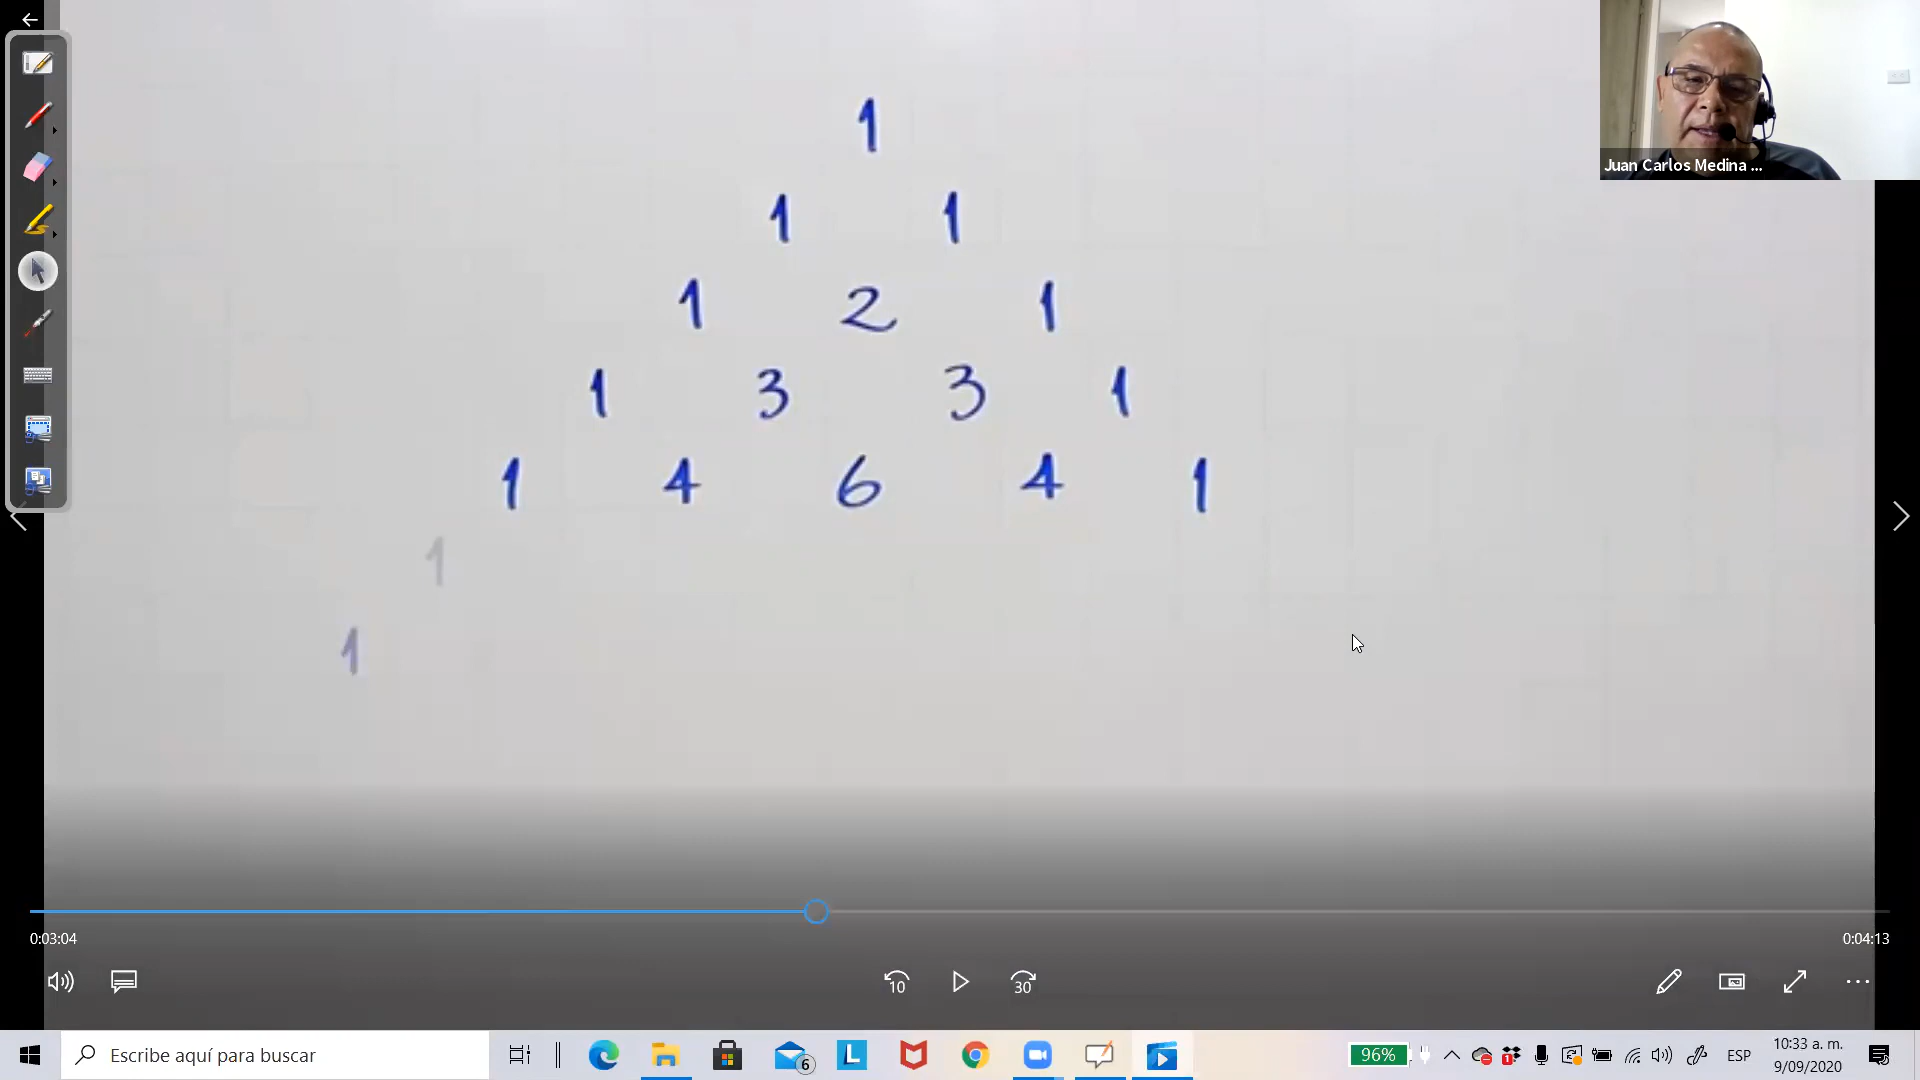 Juan Carlos Medina ...
1
1 1
1 2 1
1 3 3 1
1 4 6 4 1
1
1
0:03:04 0:04:13
10 30
Escribe aquí para buscar
6
L
1
96%
ESP
10:33 a. m.
9/09/2020